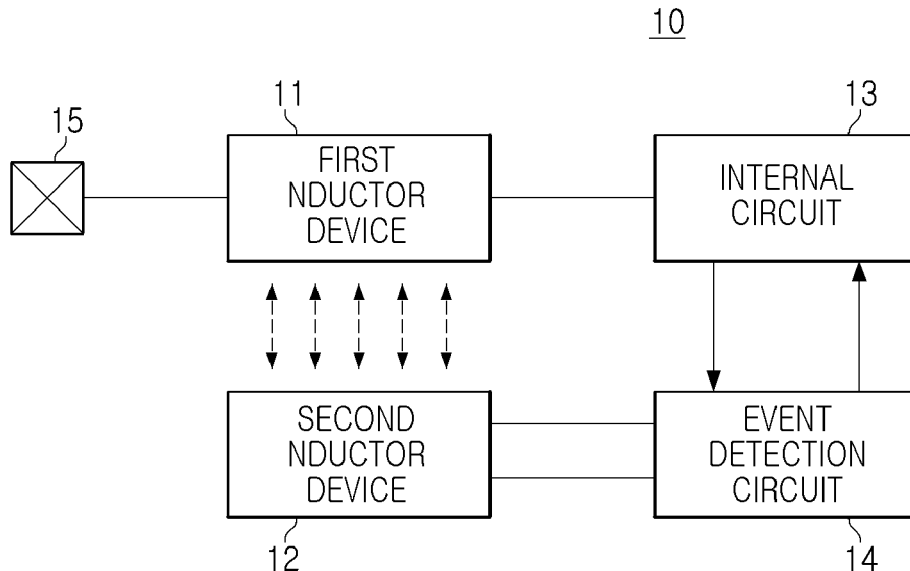 10
11
13
15
FIRST
NDUCTOR
DEVICE
INTERNAL
CIRCUIT
SECOND
NDUCTOR
DEVICE
EVENT
DETECTION
CIRCUIT
12
14